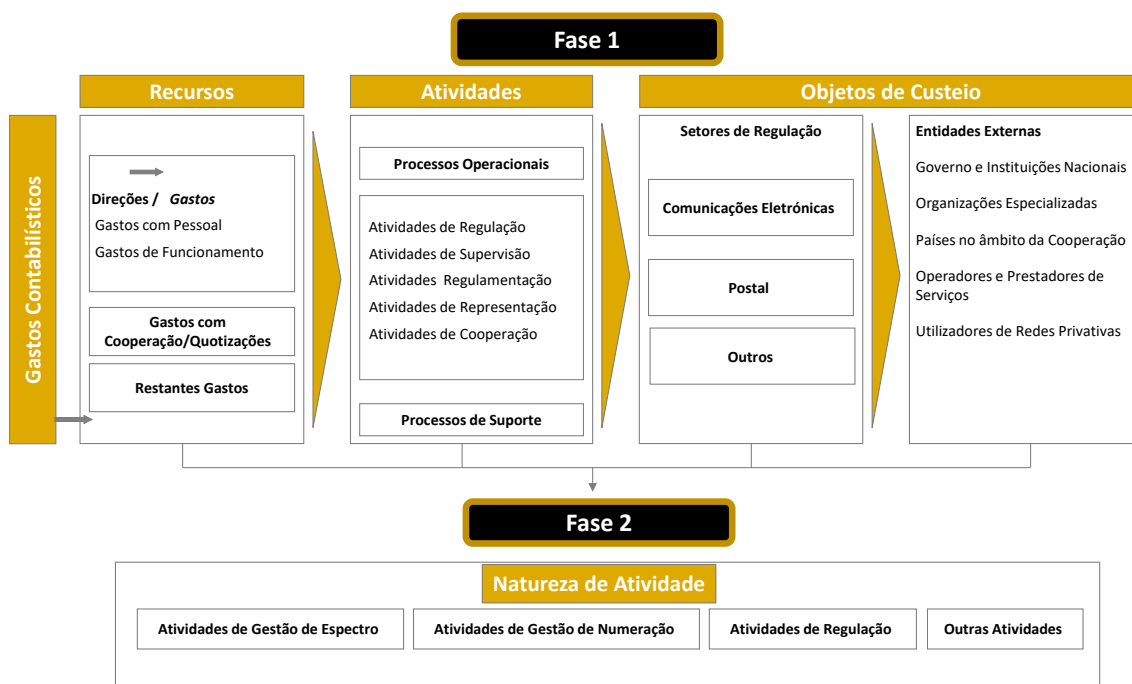 Fase 1
Recursos
Atividades
Objetos de Custeio
Gastos Contabilísticos
Direções / Gastos
Gastos com Pessoal
Gastos de Funcionamento
Gastos com
Cooperação/Quotizações
Restantes Gastos
Processos Operacionais
Atividades de Regulação
Atividades de Supervisão
Atividades Regulamentação
Atividades de Representação
Atividades de Cooperação
Processos de Suporte
Setores de Regulação
Comunicações Eletrónicas
Postal
Outros
Entidades Externas
Governo e Instituições Nacionais
Organizações Especializadas
Países no âmbito da Cooperação
Operadores e Prestadores de
Serviços
Utilizadores de Redes Privativas
Fase 2
Natureza de Atividade
Atividades de Gestão de Espectro
Atividades de Gestão de Numeração
Atividades de Regulação
Outras Atividades